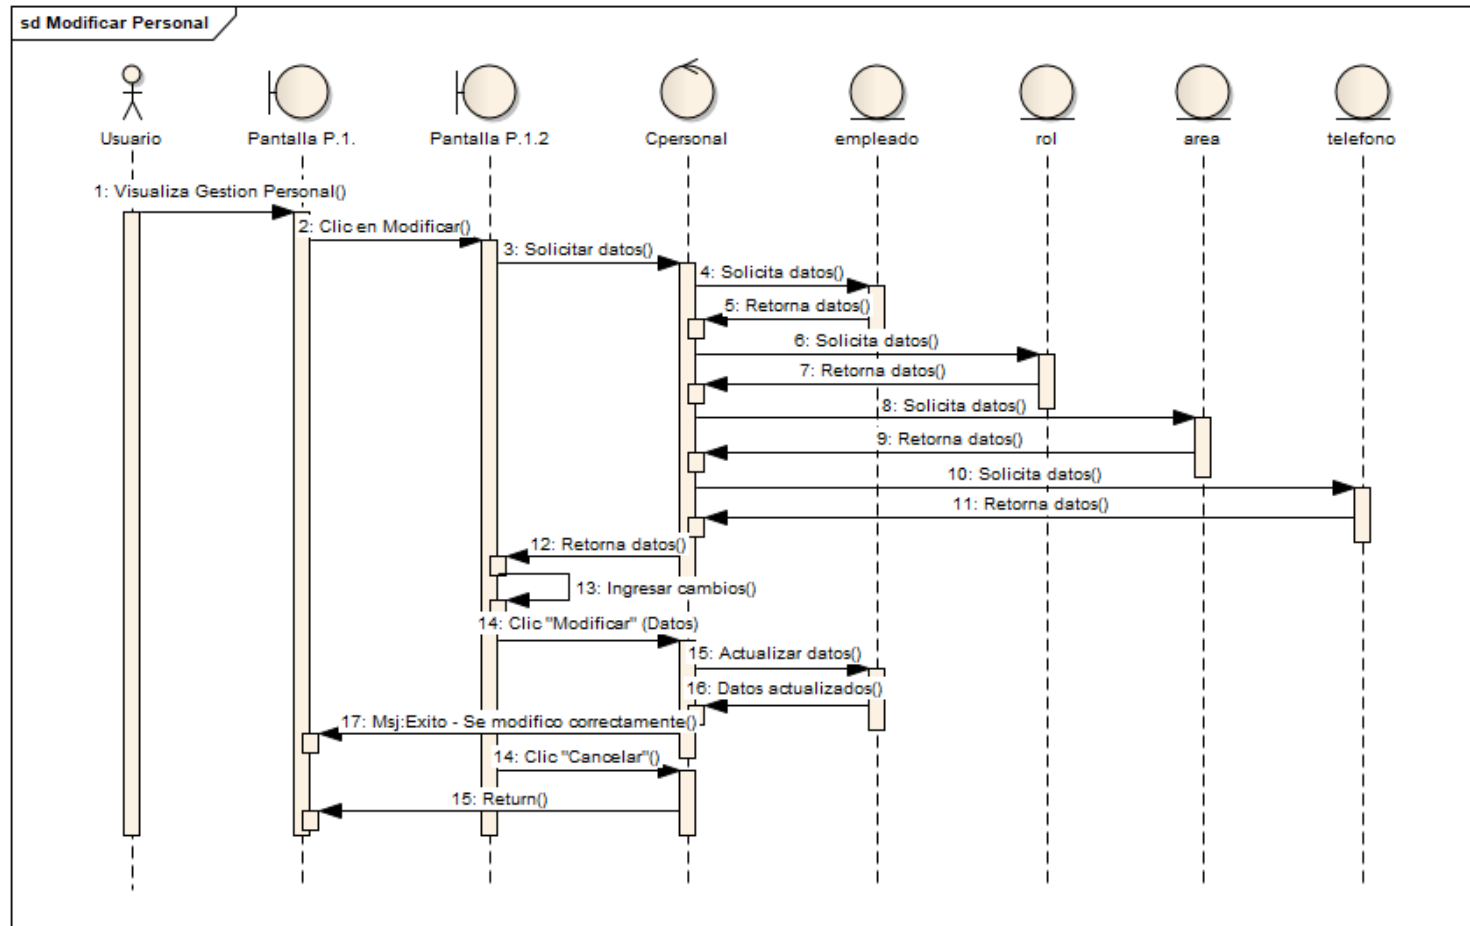 sd Modificar Personal
Usuario
Pantalla P.1.
Pantalla P.1.2
Cpersonal
empleado
rol
area
telefono
1: Visualiza Gestion Personal()
2: Clic en Modificar()
3: Solicitar datos()
4: Solicita datos()
5: Retorna datos()
6: Solicita datos()
7: Retorna datos()
8: Solicita datos()
9: Retorna datos()
10: Solicita datos()
11: Retorna datos()
12: Retorna datos()
13: Ingresar cambios()
14: Clic "Modificar" (Datos)
15: Actualizar datos()
16: Datos actualizados()
17: Msj:Exito - Se modifico correctamente()
14: Clic "Cancelar"()
15: Return()